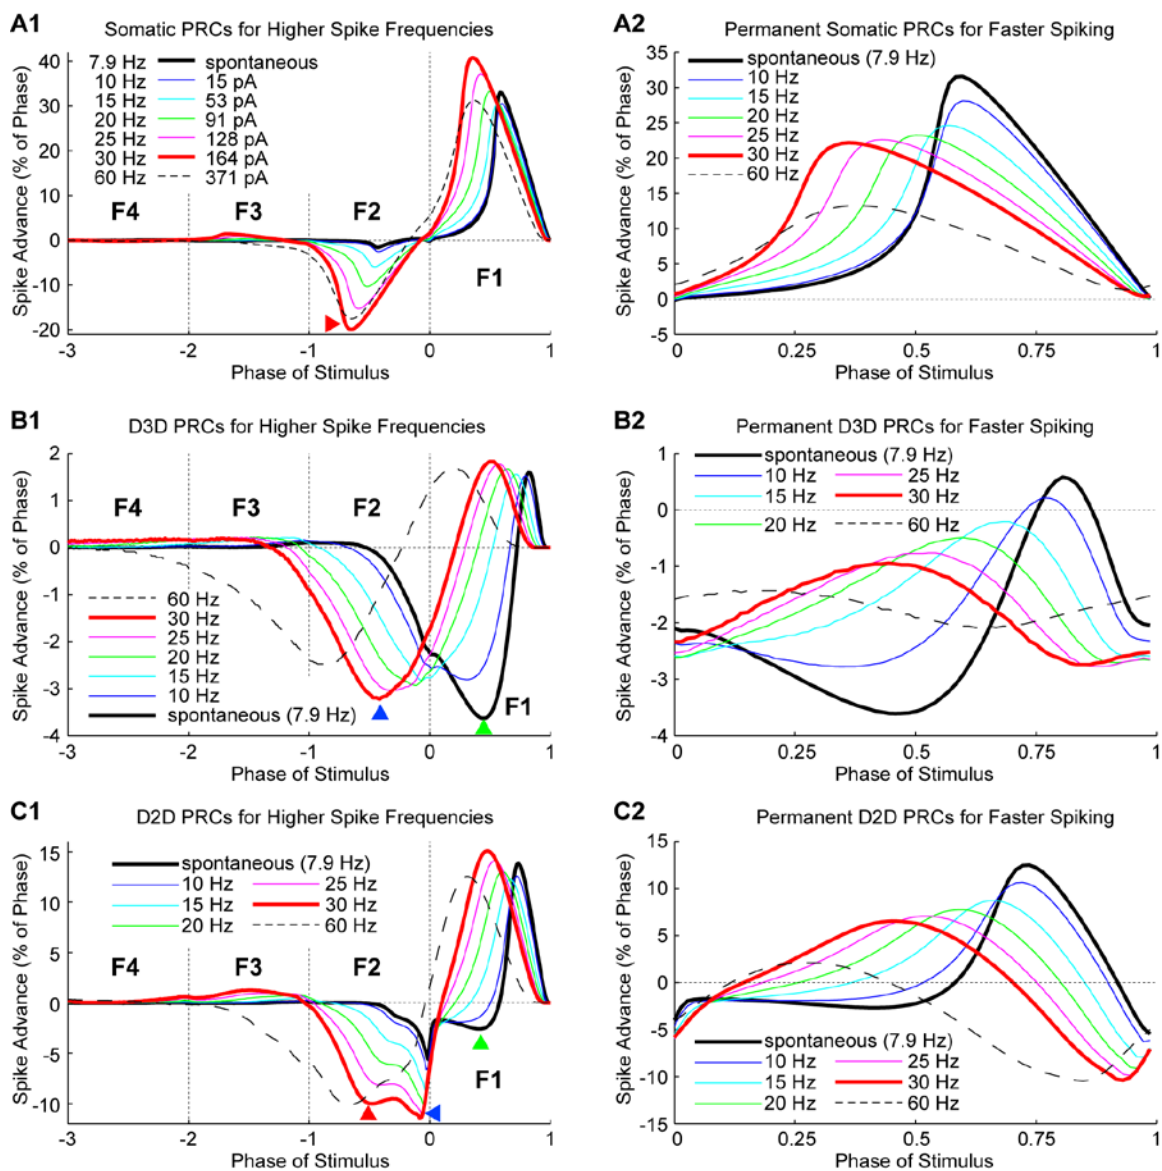 A1
Somatic PRCs for Higher Spike Frequencies
Spike Advance (% of Phase)
40
30
20
10
0
-10
-20
7.9 Hz spontaneous
10 Hz 15 pA
15 Hz 53 pA
20 Hz 91 pA
25 Hz 128 pA
30 Hz 164 pA
60 Hz 371 pA
F4 F3 F2
F1
-3 -2 -1 0 1
Phase of Stimulus
A2
Permanent Somatic PRCs for Faster Spiking
Spike Advance (% of Phase)
35
30
25
20
15
10
5
0
-5
spontaneous (7.9 Hz)
10 Hz
15 Hz
20 Hz
25 Hz
30 Hz
60 Hz
0 0.25 0.5 0.75 1
Phase of Stimulus
B1
D3D PRCs for Higher Spike Frequencies
Spike Advance (% of Phase)
2
1
0
-1
-2
-3
-4
F4 F3 F2
60 Hz
30 Hz
25 Hz
20 Hz
15 Hz
10 Hz
spontaneous (7.9 Hz)
F1
-3 -2 -1 0 1
Phase of Stimulus
B2
Permanent D3D PRCs for Faster Spiking
Spike Advance (% of Phase)
1
0
-1
-2
-3
-4
spontaneous (7.9 Hz)
10 Hz 25 Hz
15 Hz 30 Hz
20 Hz 60 Hz
0 0.25 0.5 0.75 1
Phase of Stimulus
C1
D2D PRCs for Higher Spike Frequencies
Spike Advance (% of Phase)
15
10
5
0
-5
-10
spontaneous (7.9 Hz)
10 Hz 25 Hz
15 Hz 30 Hz
20 Hz 60 Hz
F4 F3 F2
F1
-3 -2 -1 0 1
Phase of Stimulus
C2
Permanent D2D PRCs for Faster Spiking
Spike Advance (% of Phase)
15
10
5
0
-5
-10
-15
spontaneous (7.9 Hz)
10 Hz 25 Hz
15 Hz 30 Hz
20 Hz 60 Hz
0 0.25 0.5 0.75 1
Phase of Stimulus